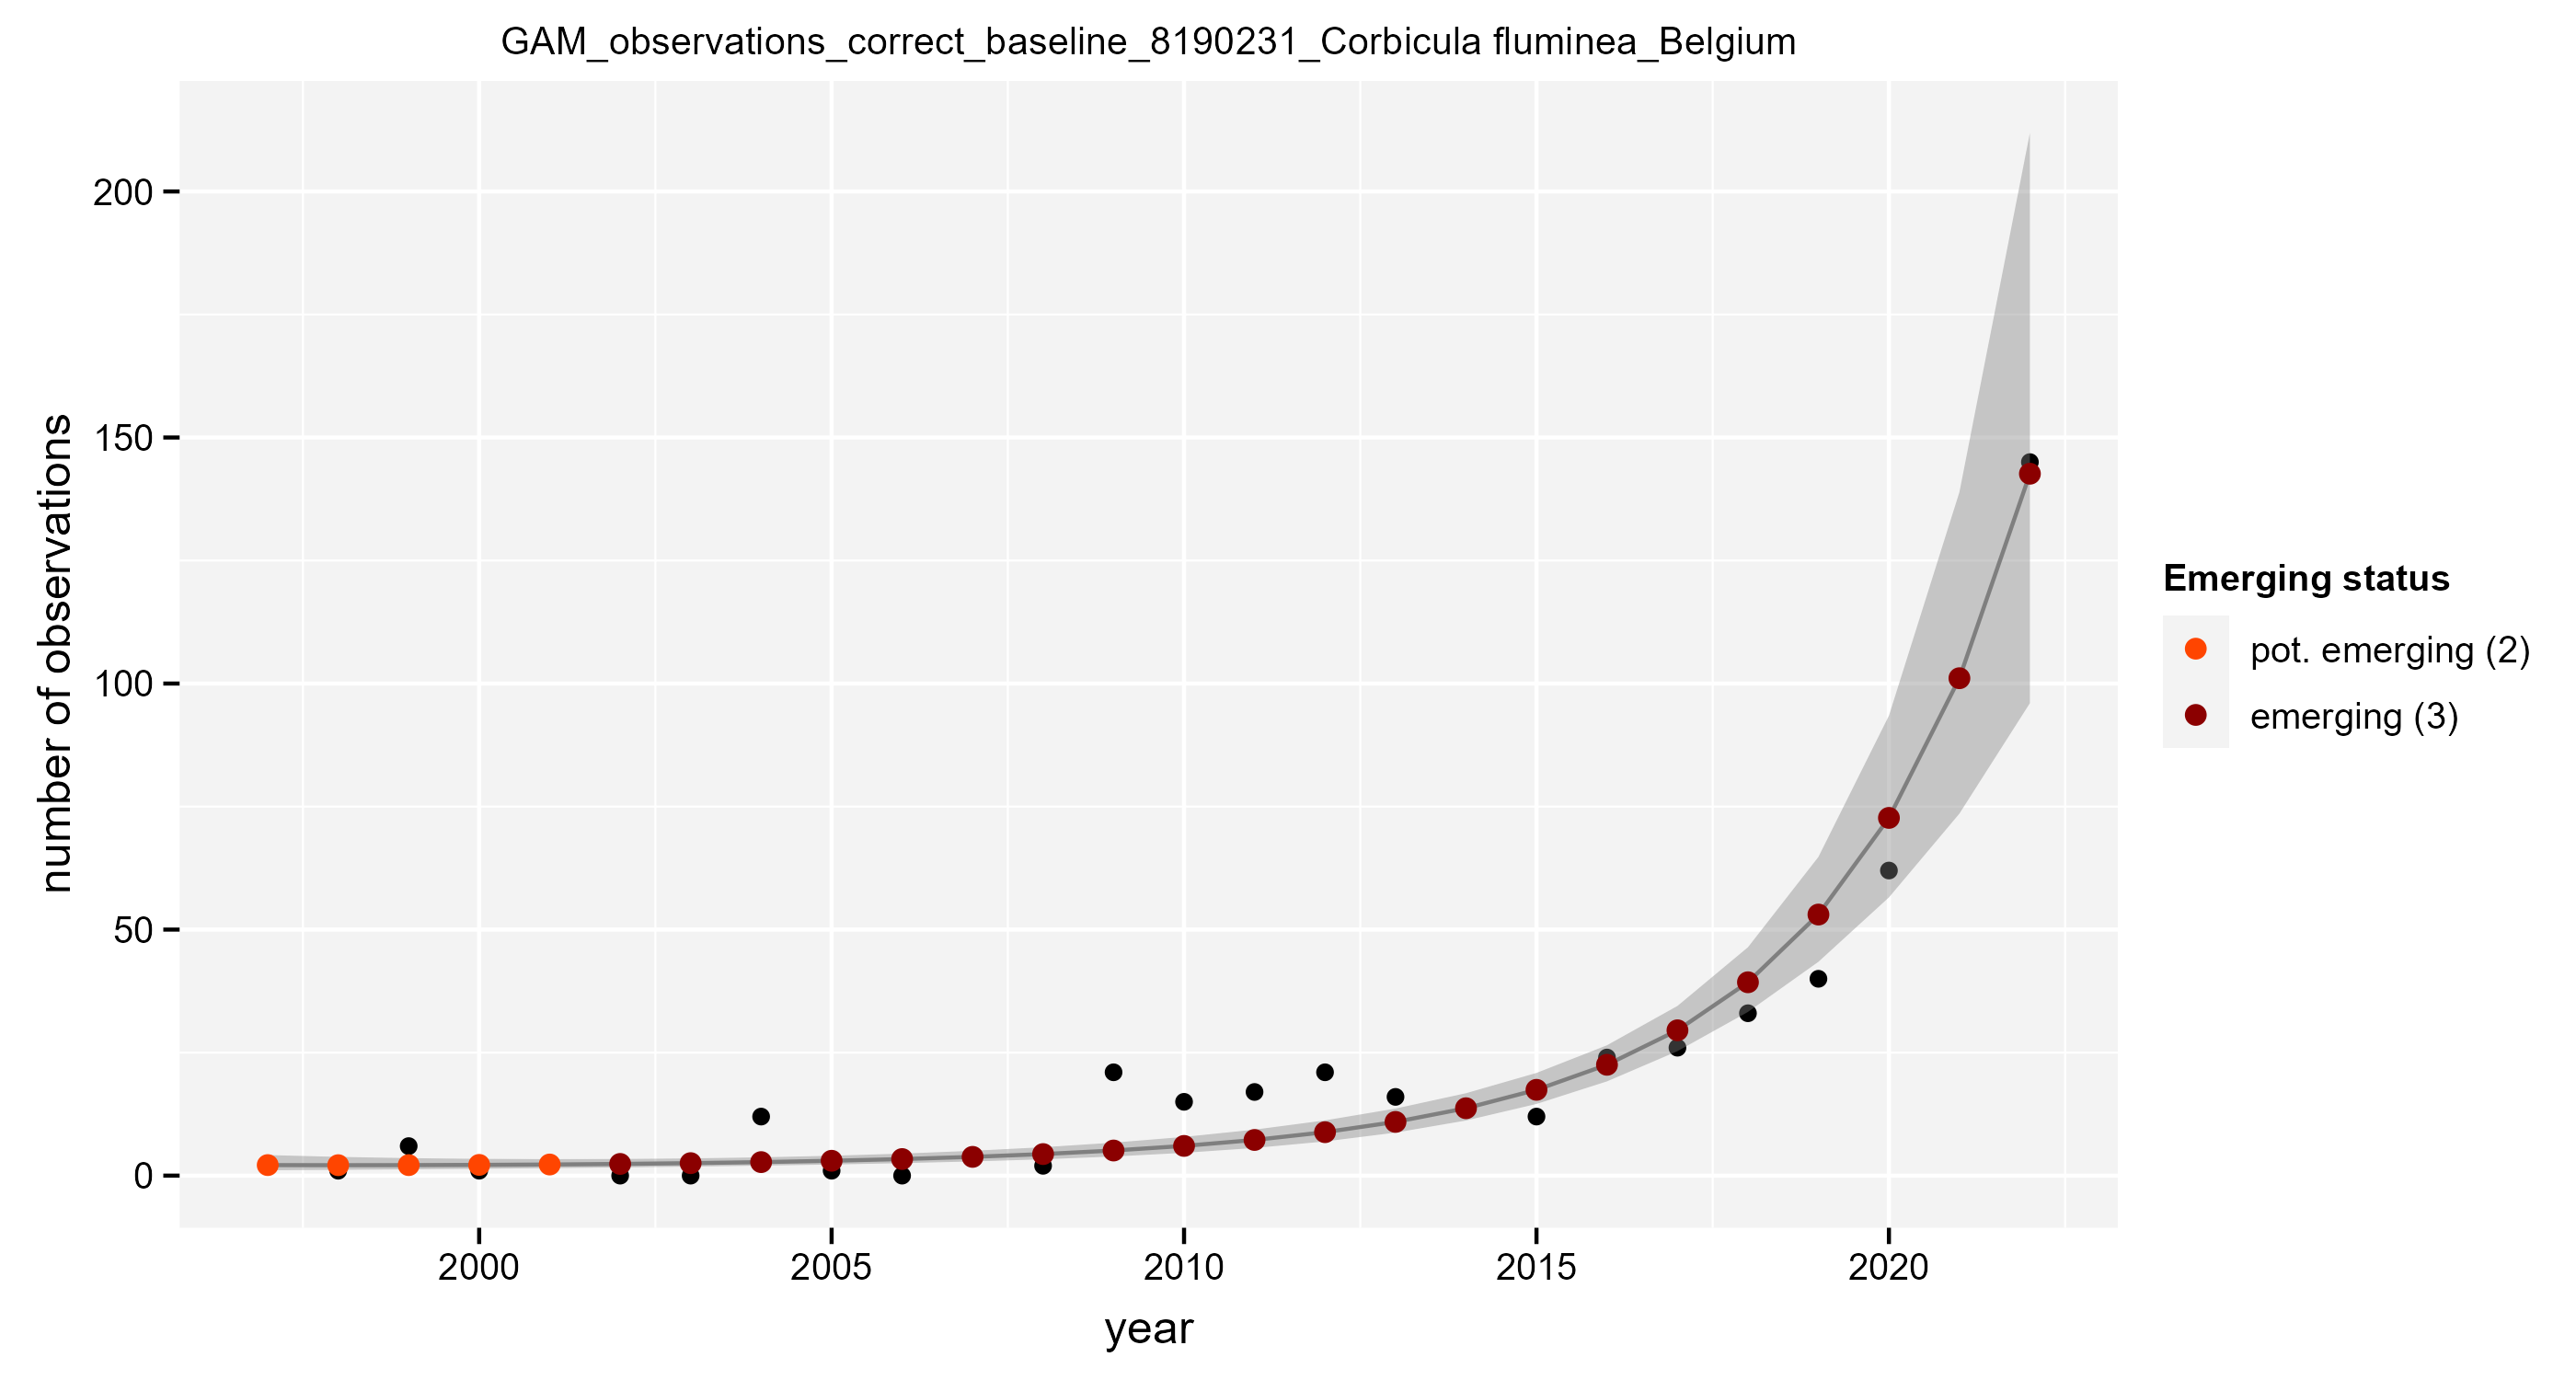 GAM_observations_correct_baseline_8190231_Corbicula fluminea_Belgium
number of observations
200
150
100
50
0
2000 2005 2010 2015 2020
year
Emerging status
pot. emerging (2)
emerging (3)